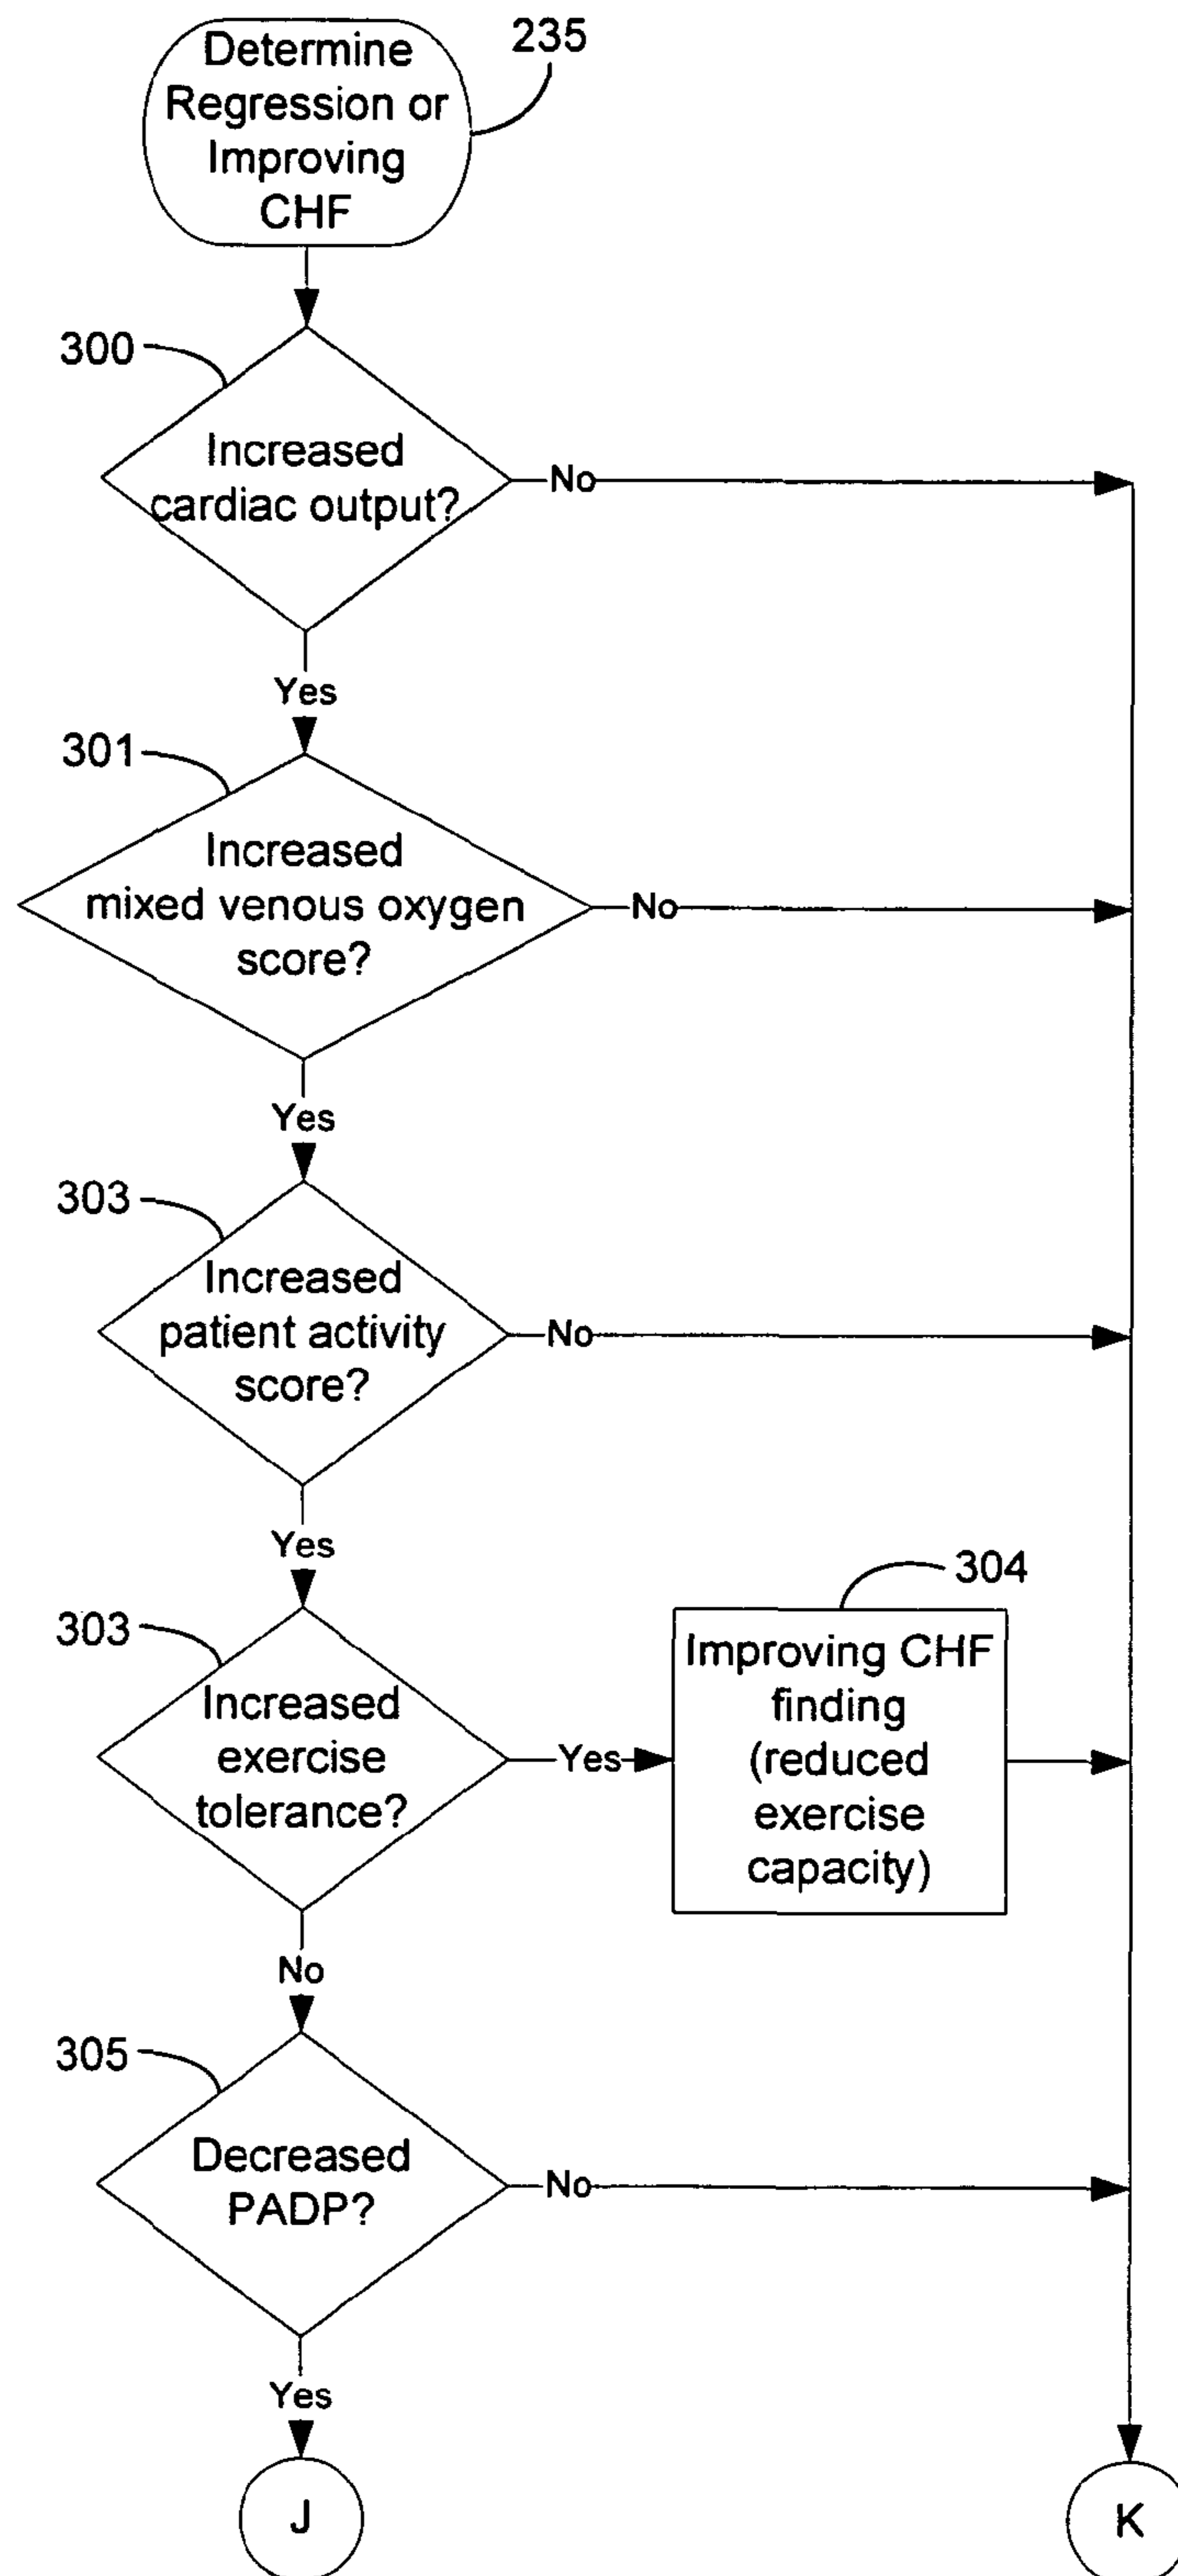 Determine
Regression or
Improving
CHF
235
300
Increased
cardiac output?
No
Yes
301
Increased
mixed venous oxygen
score?
No
Yes
303
Increased
patient activity
score?
No
Yes
303
Increased
exercise
tolerance?
Yes
304
Improving CHF
finding
(reduced
exercise
capacity)
No
305
Decreased
PADP?
No
Yes
J
K